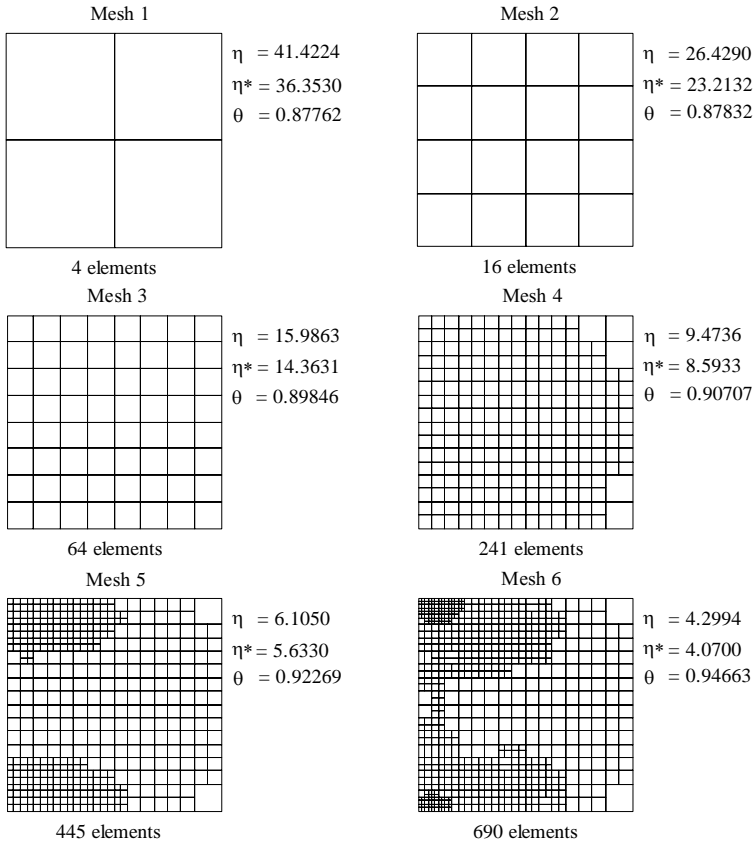 Mesh 1
η = 41.4224
η* = 36.3530
θ = 0.87762
4 elements
Mesh 2
η = 26.4290
η* = 23.2132
θ = 0.87832
16 elements
Mesh 3
η = 15.9863
η* = 14.3631
θ = 0.89846
64 elements
Mesh 4
η = 9.4736
η* = 8.5933
θ = 0.90707
241 elements
Mesh 5
η = 6.1050
η* = 5.6330
θ = 0.92269
445 elements
Mesh 6
η = 4.2994
η* = 4.0700
θ = 0.94663
690 elements